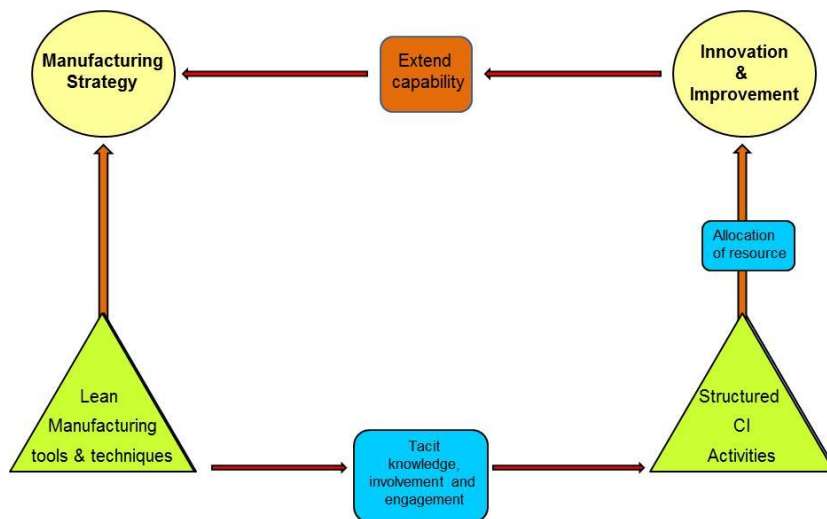 Manufacturing
Strategy
Extend
capability
Innovation
&
Improvement
Allocation
of resource
Lean
Manufacturing
tools & techniques
Tacit
knowledge,
involvement and
engagement
Structured
CI
Activities